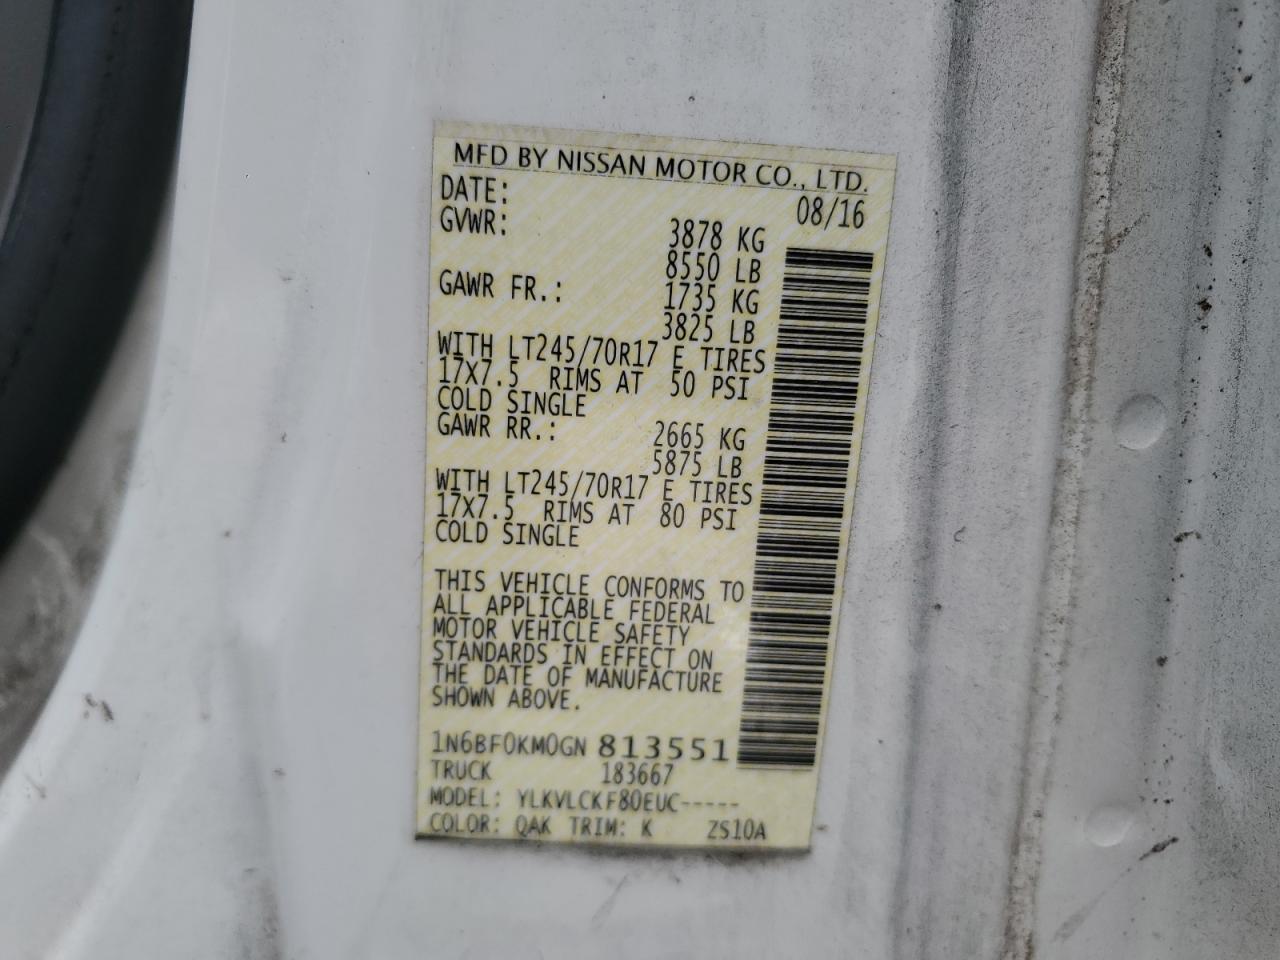 MFD BY NISSAN MOTOR CO., LTD.
DATE: 08/16
GVWR: 3878 KG
8550 LB
GAWR FR.: 1735 KG
3825 LB
WITH LT245/70R17 E TIRES
17X7.5 RIMS AT 50 PSI
COLD SINGLE
GAWR RR.: 2665 KG
5875 LB
WITH LT245/70R17 E TIRES
17X7.5 RIMS AT 80 PSI
COLD SINGLE
THIS VEHICLE CONFORMS TO
ALL APPLICABLE FEDERAL
MOTOR VEHICLE SAFETY
STANDARDS IN EFFECT ON
THE DATE OF MANUFACTURE
SHOWN ABOVE.
1N6BF0KM0GN 813551
TRUCK 183667
MODEL: YLKVLCKF80EUC-----
COLOR: QAK TRIM: K ZS10A